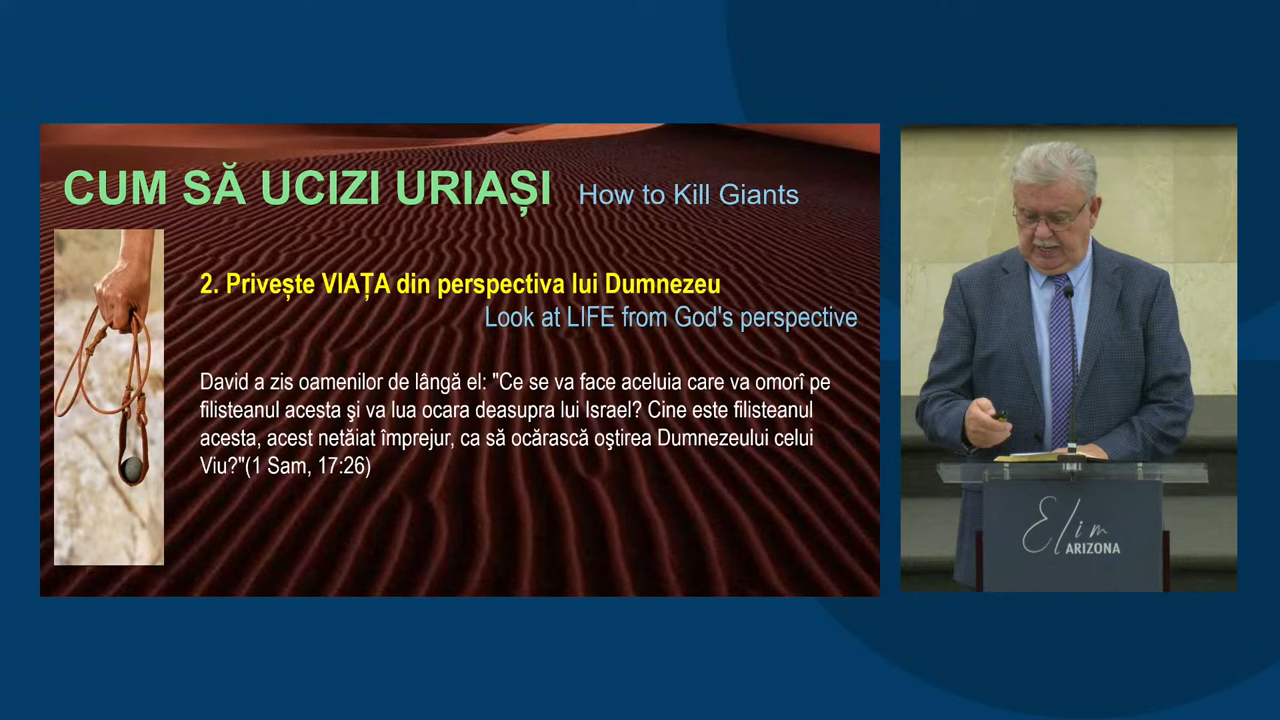 CUM SĂ UCIZI URIAȘI How to Kill Giants
2. Privește VIAȚA din perspectiva lui Dumnezeu
Look at LIFE from God's perspective
David a zis oamenilor de lângă el: "Ce se va face aceluia care va omorî pe
filisteanul acesta şi va lua ocara deasupra lui Israel? Cine este filisteanul
acesta, acest netăiat împrejur, ca să ocărască oştirea Dumnezeului celui
Viu?"(1 Sam, 17:26)
Elim
ARIZONA